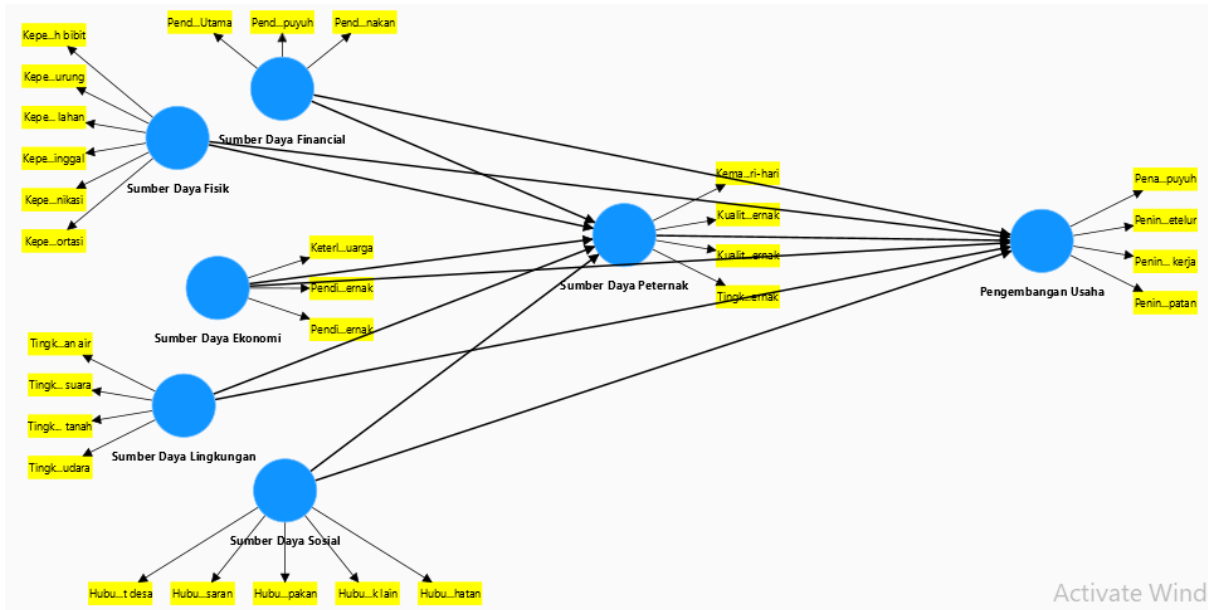 Pend...Utama
Pend...puyuh
Pend...nakan
Kepe...h bibit
Kepe...urung
Kepe... lahan
Kepe...inggal
Kepe...nikasi
Kepe...ortasi
Sumber Daya Financial
Sumber Daya Fisik
Kema...ri-hari
Kualit...ernak
Kualit...ernak
Tingk...ernak
Sumber Daya Peternak
Pena...puyuh
Penin...etelur
Penin... kerja
Penin...patan
Pengembangan Usaha
Keterl...uarga
Pendi...ernak
Pendi...ernak
Sumber Daya Ekonomi
Tingk...an air
Tingk... suara
Tingk... tanah
Tingk...udara
Sumber Daya Lingkungan
Sumber Daya Sosial
Hubu...t desa
Hubu...saran
Hubu...pakan
Hubu...k lain
Hubu...hatan
Activate Wind